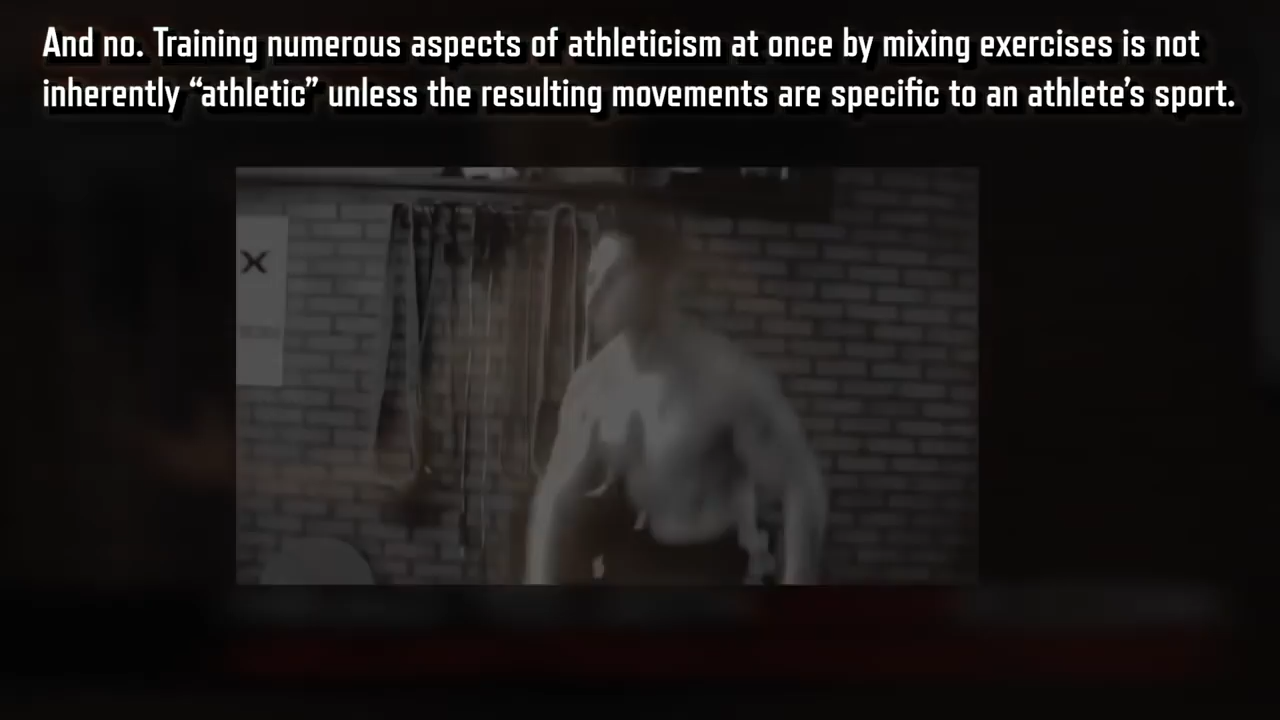 And no. Training numerous aspects of athleticism at once by mixing exercises is not
inherently “athletic” unless the resulting movements are specific to an athlete’s sport.
X